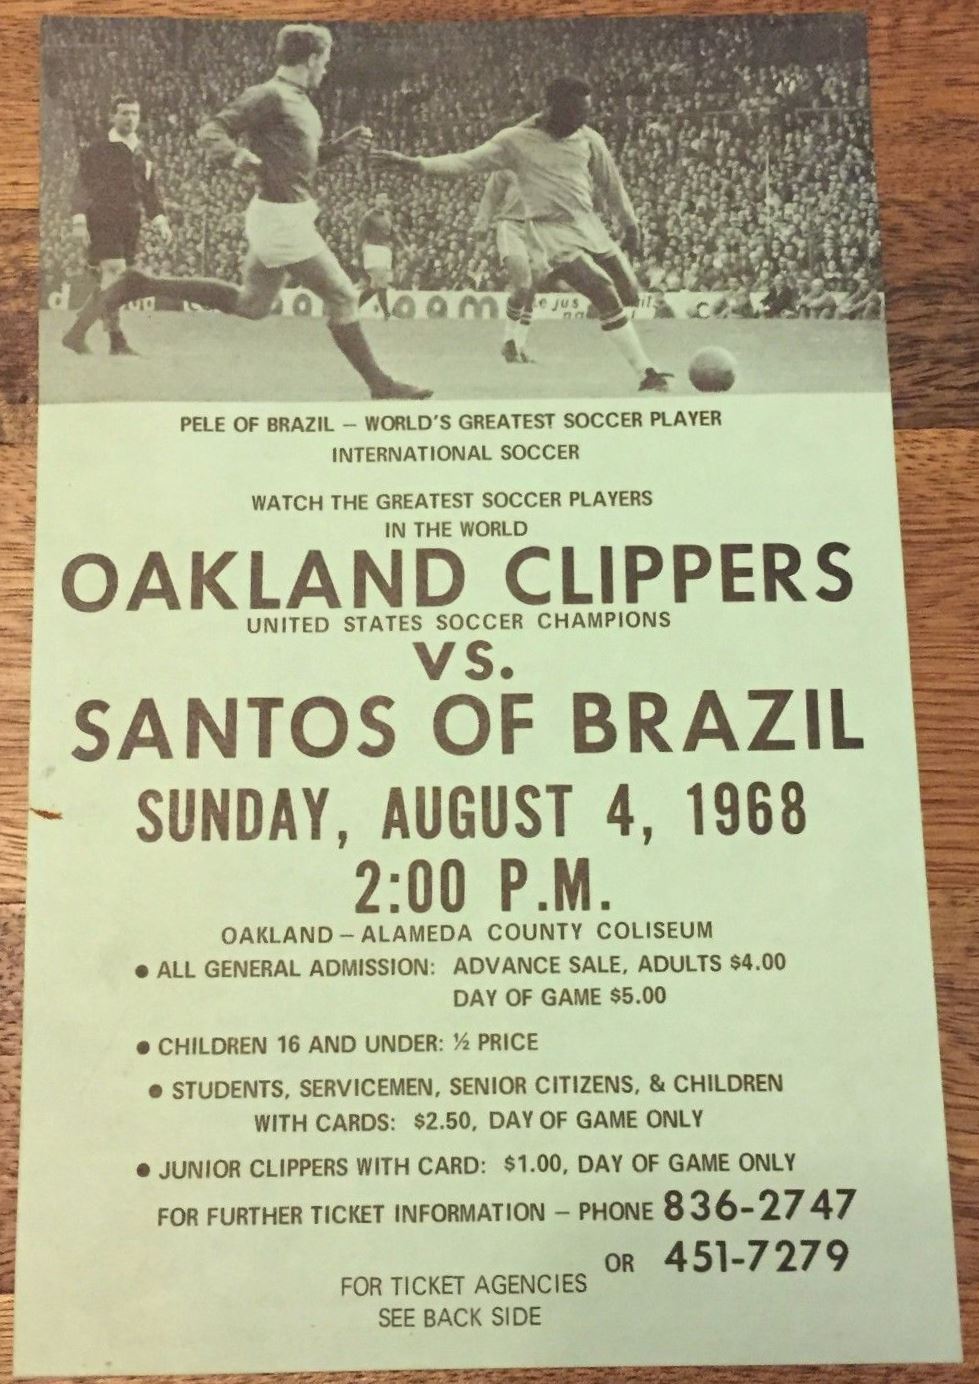 PELE OF BRAZIL – WORLD'S GREATEST SOCCER PLAYER
INTERNATIONAL SOCCER
WATCH THE GREATEST SOCCER PLAYERS
IN THE WORLD
OAKLAND CLIPPERS
UNITED STATES SOCCER CHAMPIONS
VS.
SANTOS OF BRAZIL
SUNDAY, AUGUST 4, 1968
2:00 P.M.
OAKLAND – ALAMEDA COUNTY COLISEUM
● ALL GENERAL ADMISSION: ADVANCE SALE, ADULTS $4.00
DAY OF GAME $5.00
● CHILDREN 16 AND UNDER: ½ PRICE
● STUDENTS, SERVICEMEN, SENIOR CITIZENS, & CHILDREN
WITH CARDS: $2.50, DAY OF GAME ONLY
● JUNIOR CLIPPERS WITH CARD: $1.00, DAY OF GAME ONLY
FOR FURTHER TICKET INFORMATION – PHONE 836-2747
OR 451-7279
FOR TICKET AGENCIES
SEE BACK SIDE